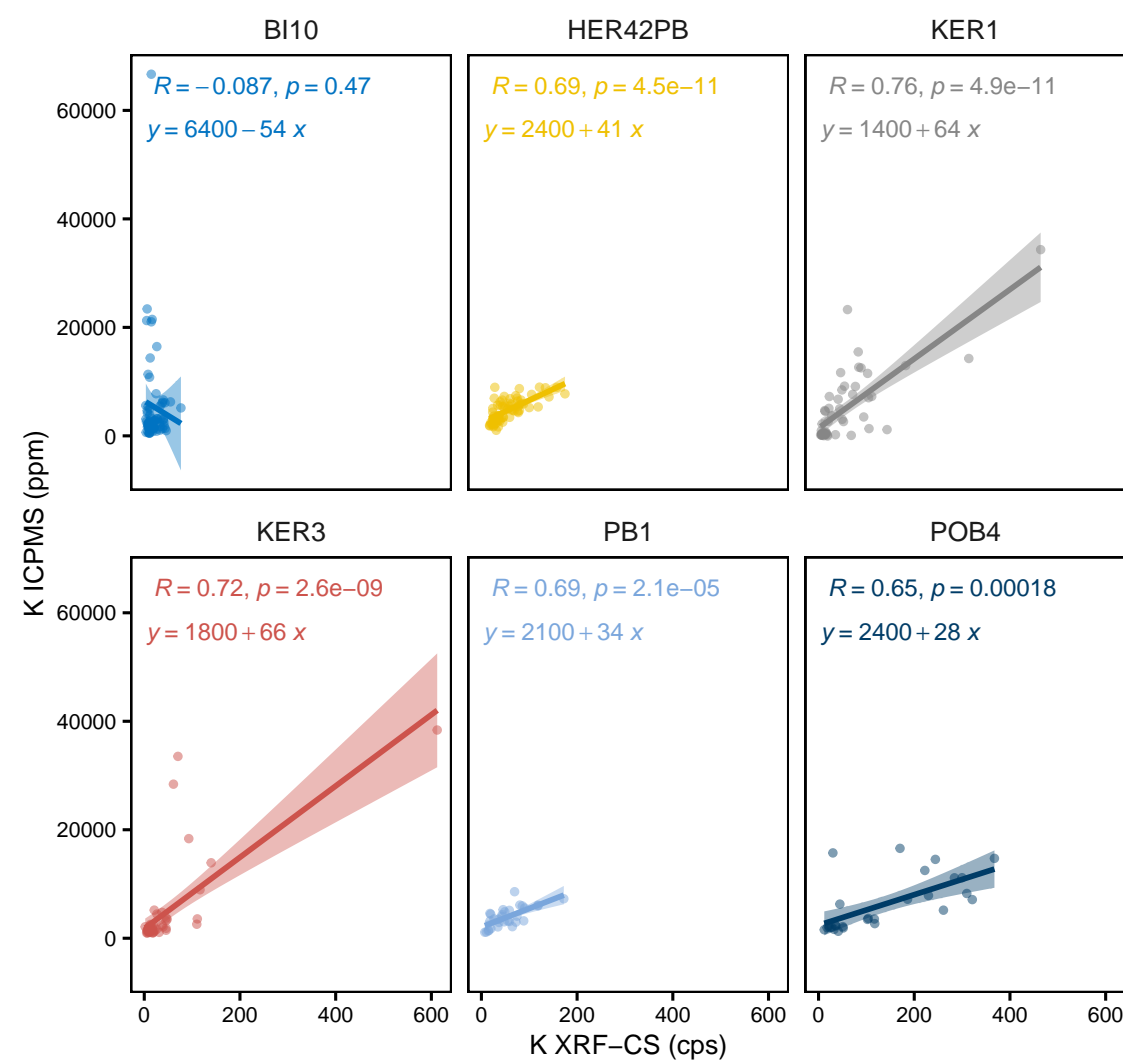 BI10 HER42PB KER1
R = −0.087, p = 0.47 R = 0.69, p = 4.5e−11 R = 0.76, p = 4.9e−11
y = 6400 − 54 x y = 2400 + 41 x y = 1400 + 64 x
60000
40000
20000
0
K ICPMS (ppm)
KER3 PB1 POB4
R = 0.72, p = 2.6e−09 R = 0.69, p = 2.1e−05 R = 0.65, p = 0.00018
y = 1800 + 66 x y = 2100 + 34 x y = 2400 + 28 x
60000
40000
20000
0
0 200 400 600 0 200 400 600 0 200 400 600
K XRF−CS (cps)